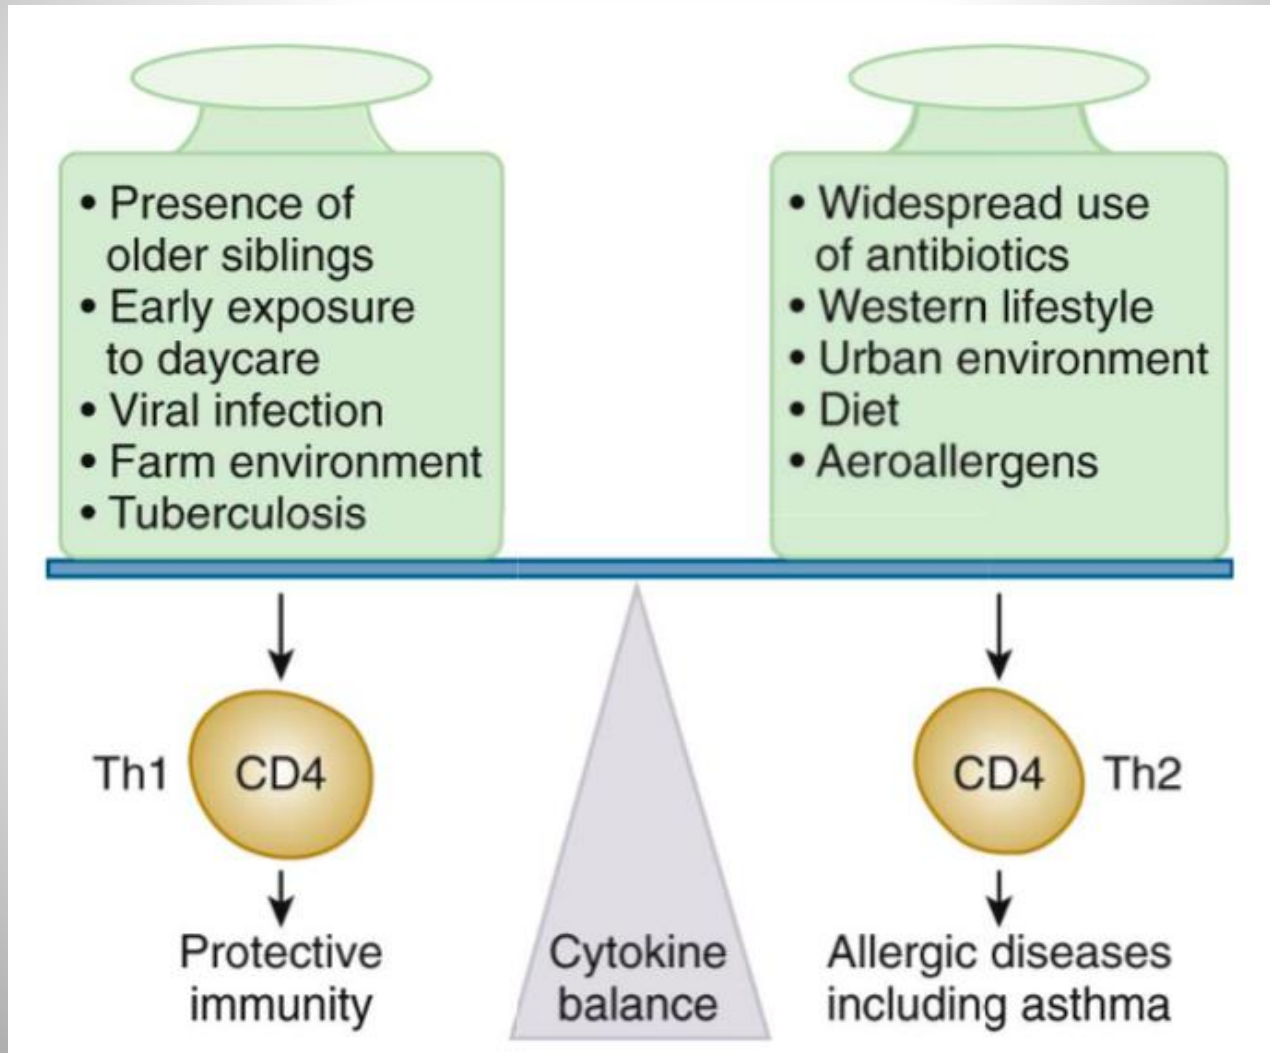 • Presence of
older siblings
• Early exposure
to daycare
• Viral infection
• Farm environment
• Tuberculosis
• Widespread use
of antibiotics
• Western lifestyle
• Urban environment
• Diet
• Aeroallergens
Th1
CD4
CD4
Th2
Protective
immunity
Cytokine
balance
Allergic diseases
including asthma